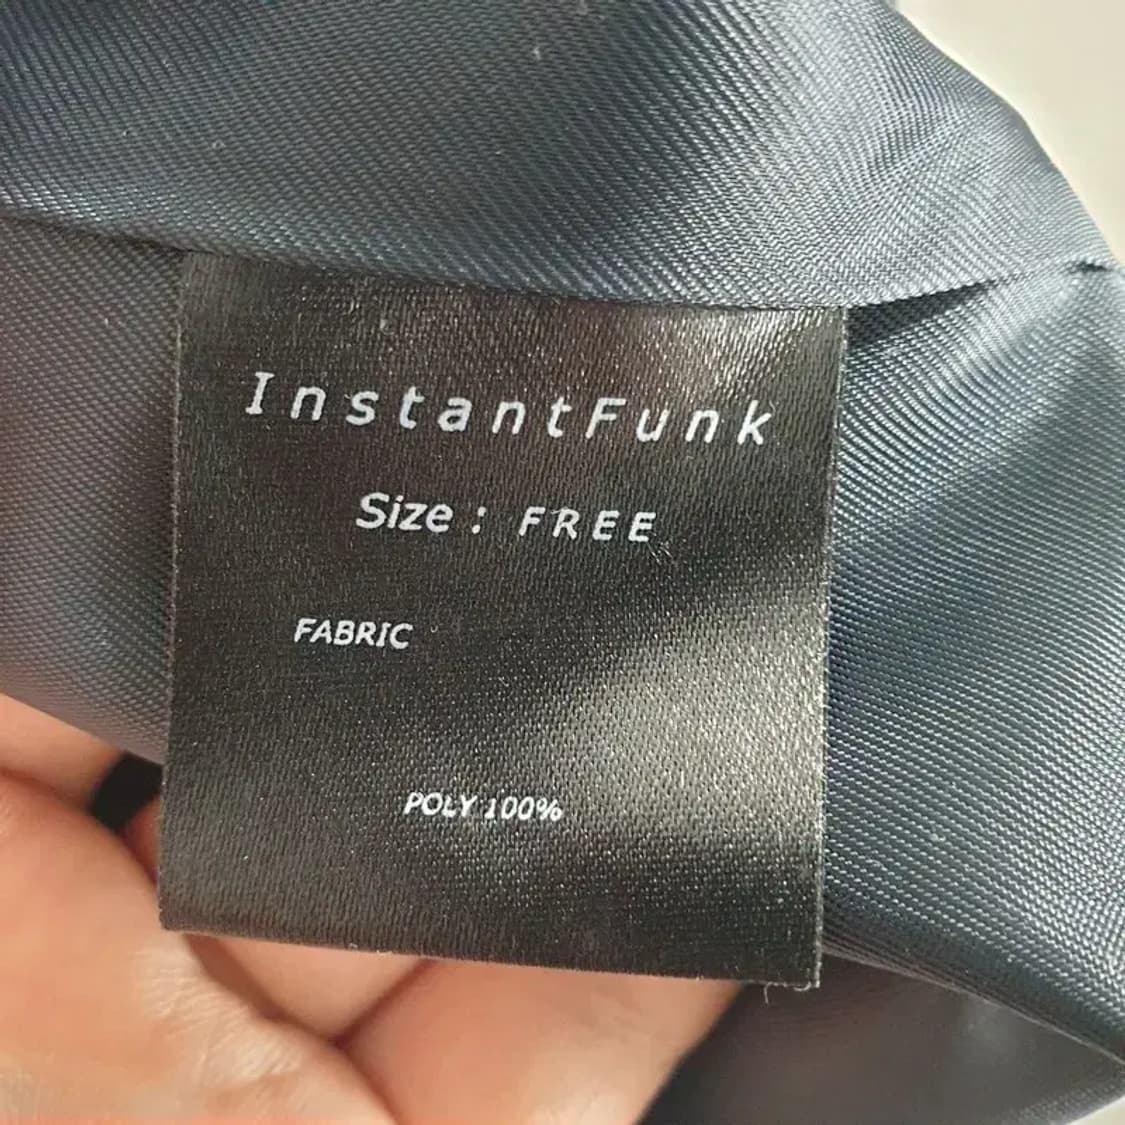 InstantFunk
Size : FREE
FABRIC
POLY 100%